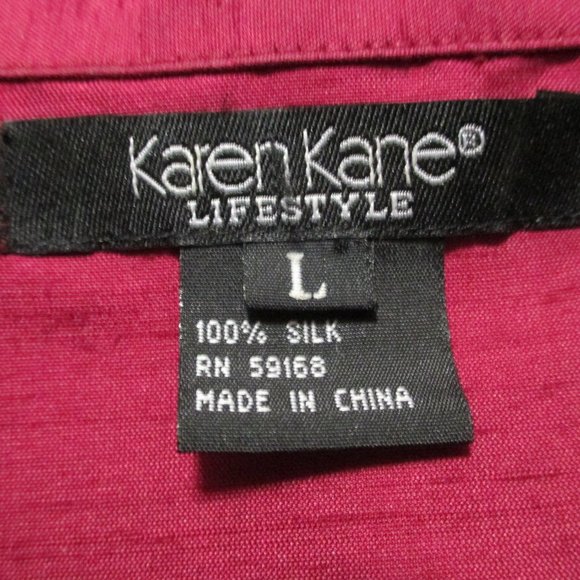 Karen Kane®
LIFESTYLE
L
100% SILK
RN 59168
MADE IN CHINA